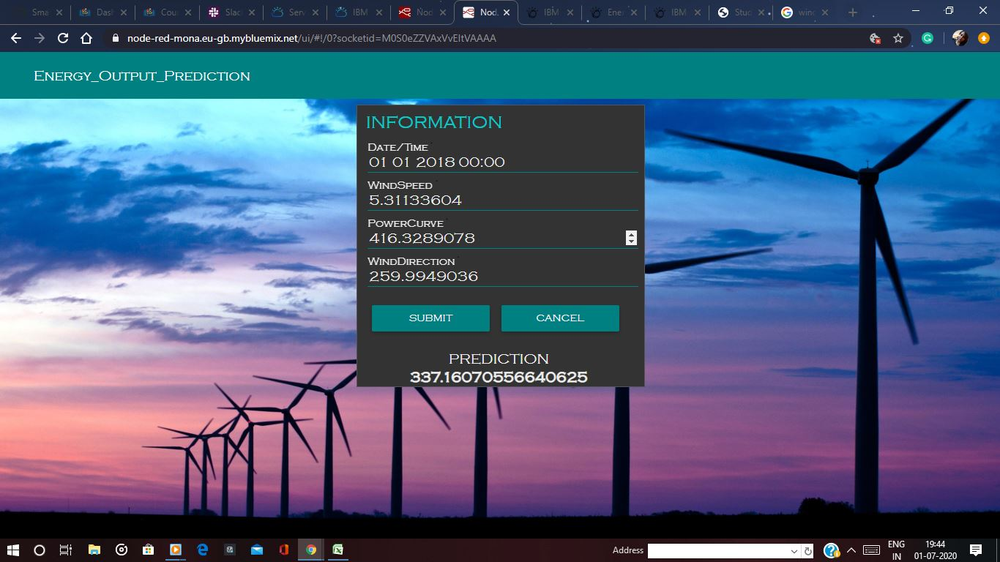 Sma
Dash
Cou
Slac
Serv
IBM
Nod
Nod
IBM
Ene
IBM
Stud
winc
node-red-mona.eu-gb.mybluemix.net/ui/#!/0?socketid=M0S0eZZVAxVvEItVAAAA
Energy_Output_Prediction
INFORMATION
Date/Time *
01 01 2018 00:00
WindSpeed *
5.31133604
PowerCurve *
416.3289078
WindDirection *
259.9949036
SUBMIT CANCEL
PREDICTION
337.16070556640625
Address
ENG
IN
19:44
01-07-2020